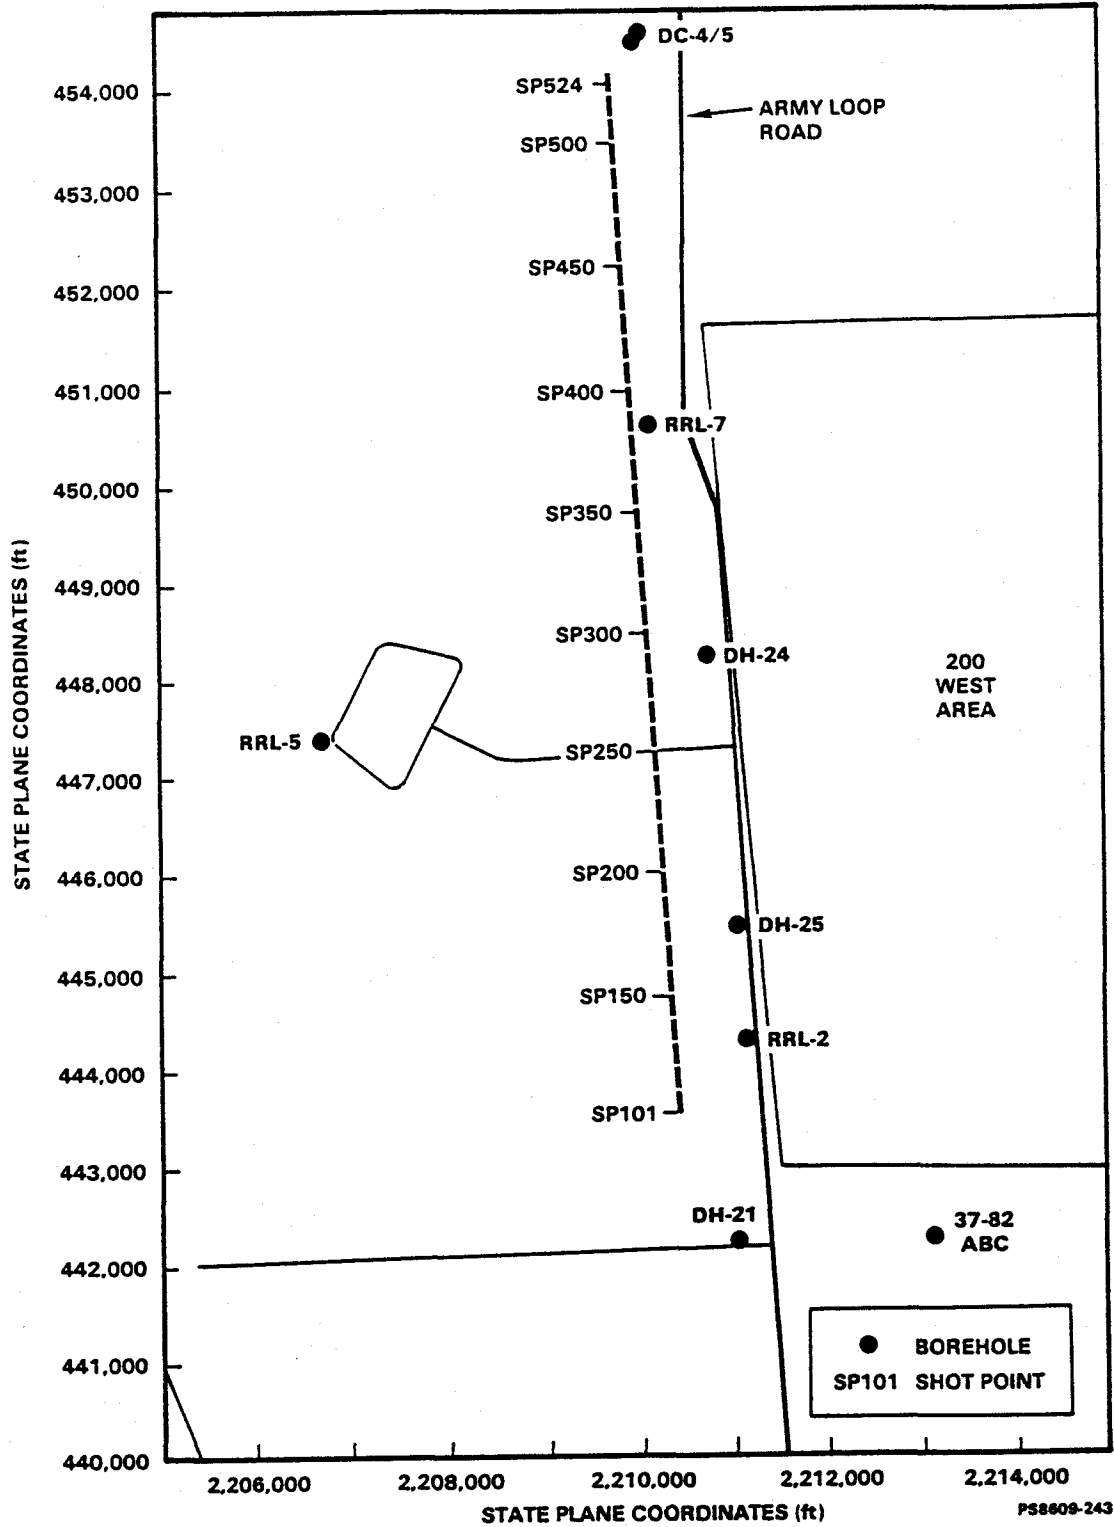 DC-4/5
SP524
454,000
ARMY LOOP
ROAD
SP500
453,000
SP450
452,000
SP400
451,000
RRL-7
450,000
SP350
STATE PLANE COORDINATES (ft)
449,000
SP300
DH-24
200
WEST
AREA
448,000
RRL-5
SP250
447,000
SP200
446,000
DH-25
445,000
SP150
RRL-2
444,000
SP101
443,000
DH-21
37-82
ABC
442,000
BOREHOLE
441,000
SP101 SHOT POINT
440,000
2,206,000 2,208,000 2,210,000 2,212,000 2,214,000
STATE PLANE COORDINATES (ft)
PS8609-243